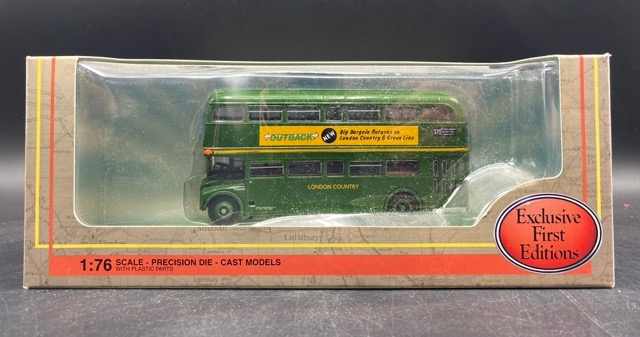 OUTBACK
NEW
Big Bargain Returns on
London Country & Green Line
LONDON COUNTRY
Littlebury
Exclusive
First
Editions
1:76 SCALE - PRECISION DIE - CAST MODELS
WITH PLASTIC PARTS